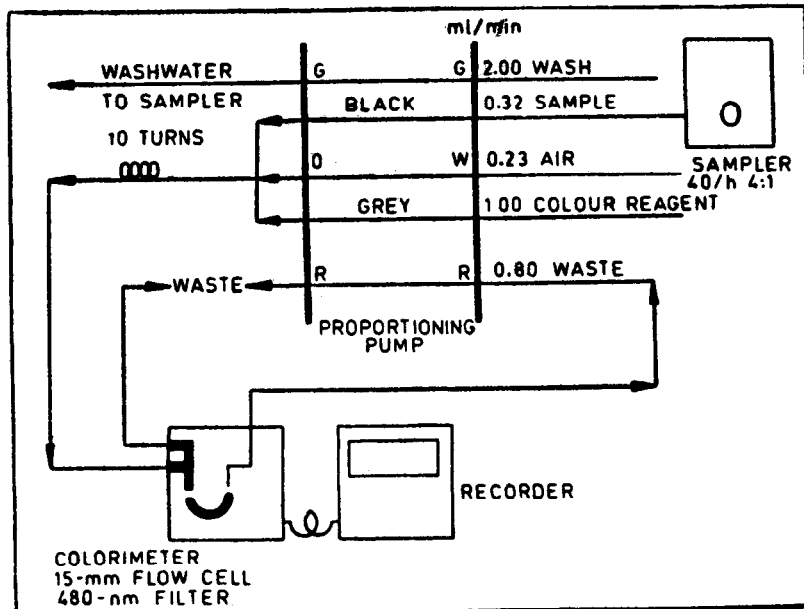 ml/min
WASHWATER G G 2.00 WASH
TO SAMPLER BLACK 0.32 SAMPLE
10 TURNS
O W 0.23 AIR
SAMPLER
40/h 4:1
GREY 1 00 COLOUR REAGENT
WASTE R R 0.80 WASTE
PROPORTIONING
PUMP
RECORDER
COLORIMETER
15-mm FLOW CELL
480-nm FILTER